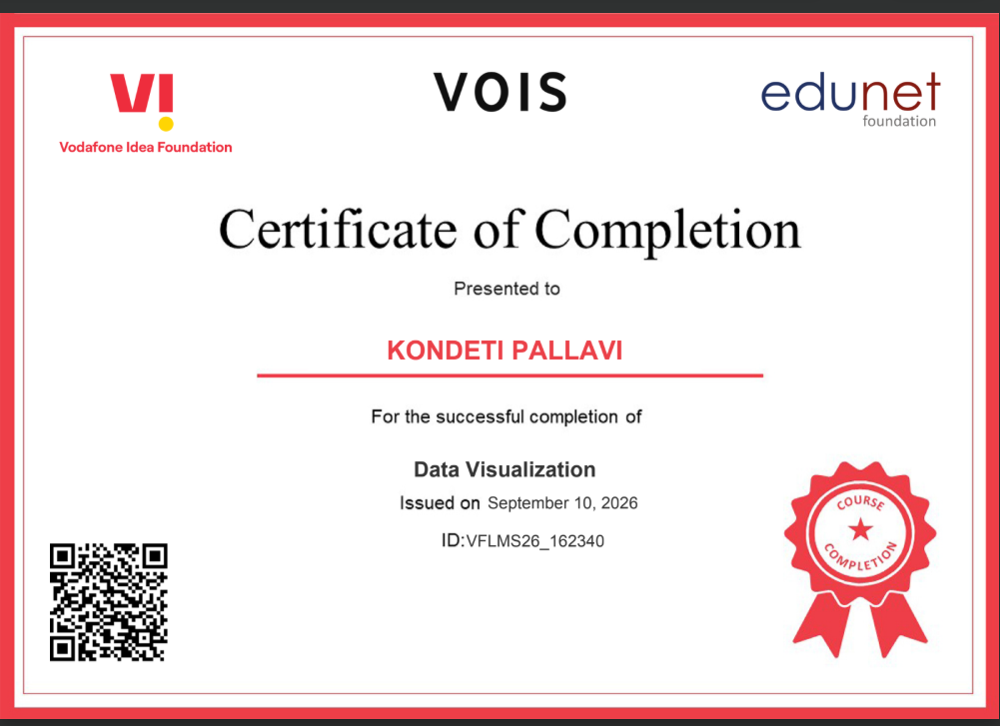 VI
Vodafone Idea Foundation
VOIS
edunet
foundation
Certificate of Completion
Presented to
KONDETI PALLAVI
For the successful completion of
Data Visualization
Issued on September 10, 2026
ID:VFLMS26_162340
COURSE
COMPLETION